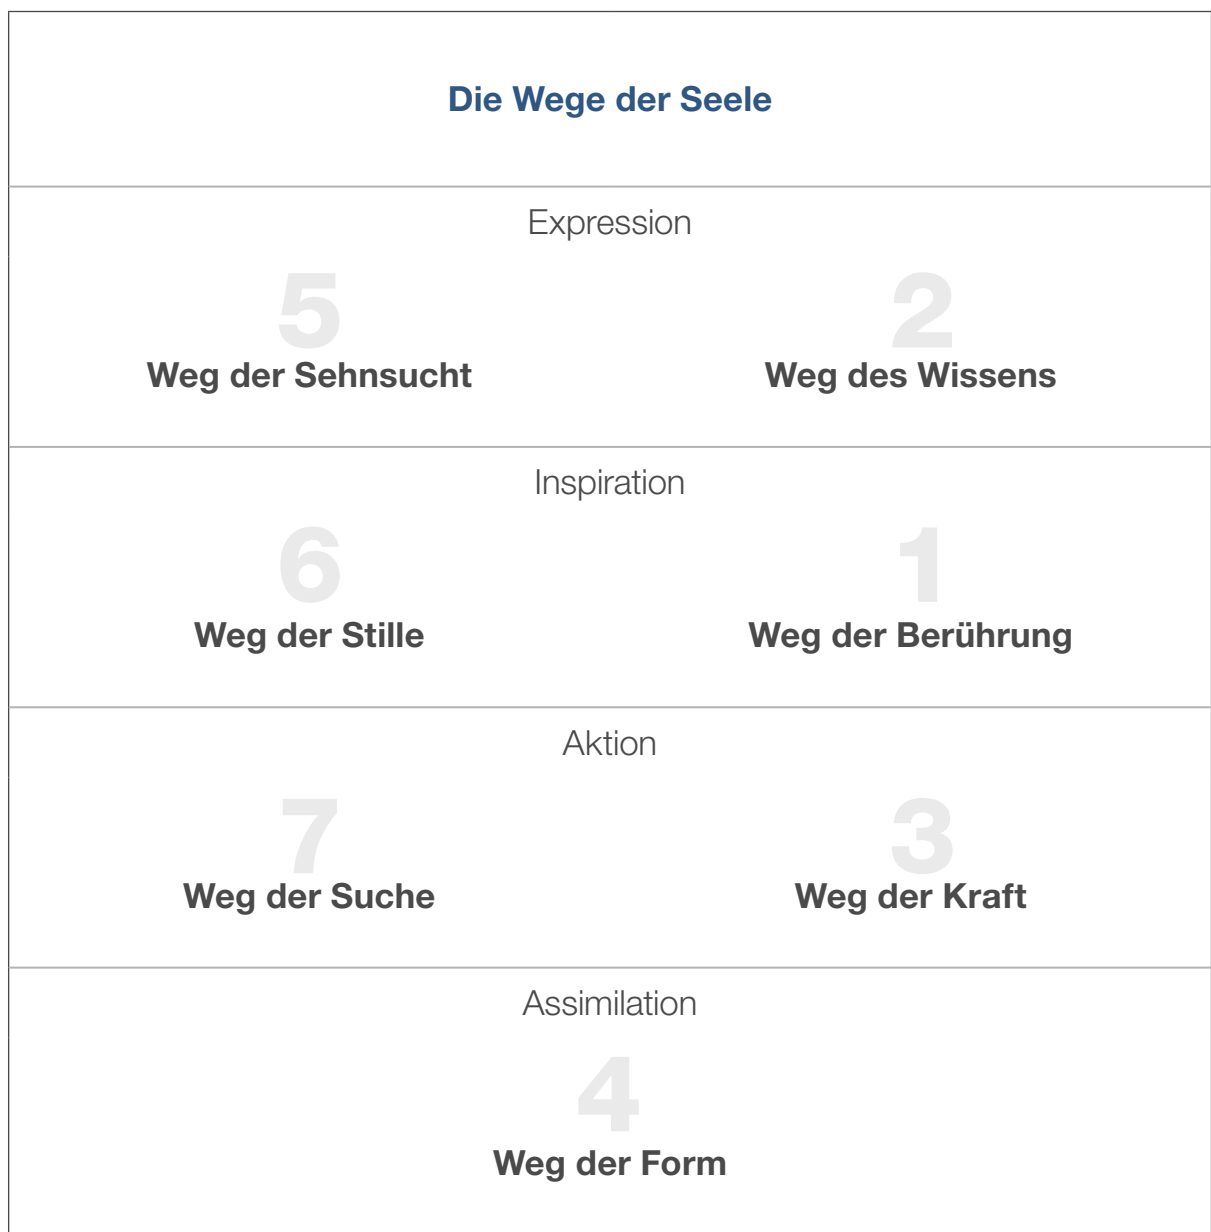 Die Wege der Seele
Expression
5 2
Weg der Sehnsucht Weg des Wissens
Inspiration
6 1
Weg der Stille Weg der Berührung
Aktion
7 3
Weg der Suche Weg der Kraft
Assimilation
4
Weg der Form